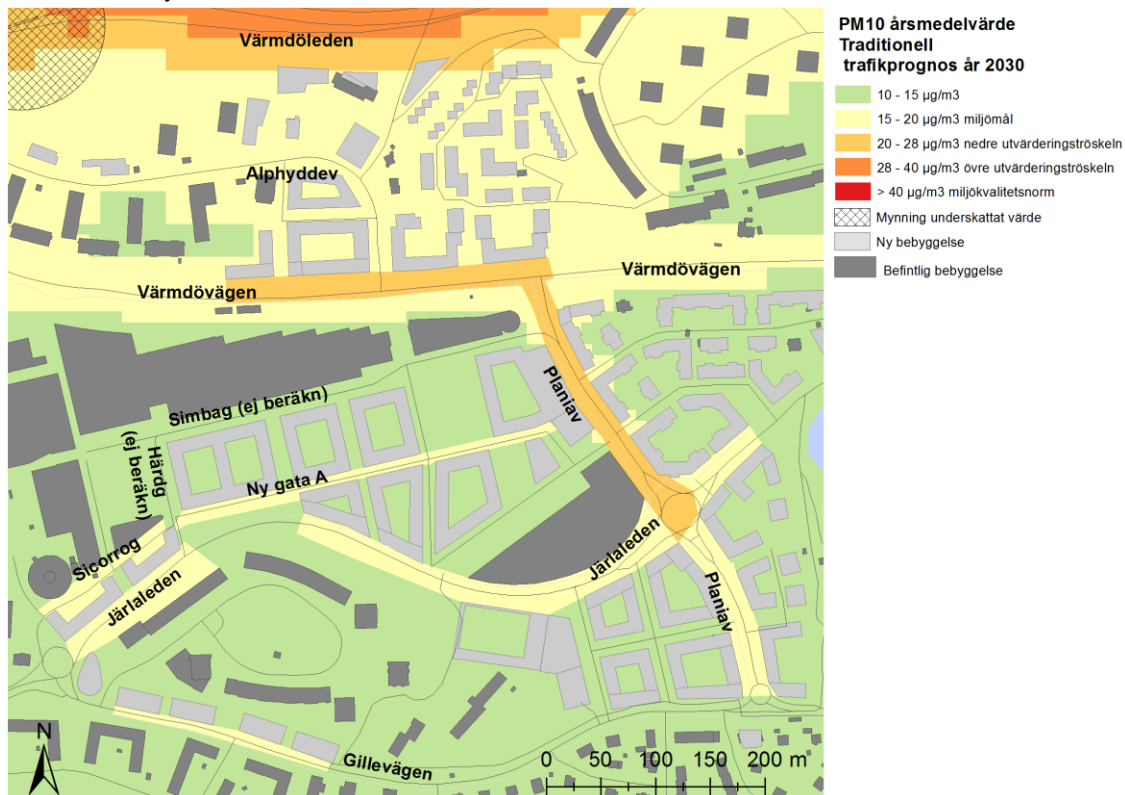 PM10 årsmedelvärde
Traditionell
trafikprognos år 2030
10 - 15 µg/m3
15 - 20 µg/m3 miljömål
20 - 28 µg/m3 nedre utvärderingströskeln
28 - 40 µg/m3 övre utvärderingströskeln
> 40 µg/m3 miljökvalitetsnorm
Mynning underskattat värde
Ny bebyggelse
Befintlig bebyggelse
Värmdöleden
Alphyddev
Värmdövägen
Värmdövägen
Planiav
Simbag (ej beräkn)
Härdg
(ej beräkn)
Ny gata A
Sicorrog
Järlaleden
Järlaleden
Planiav
Gillevägen
N
0 50 100 150 200 m